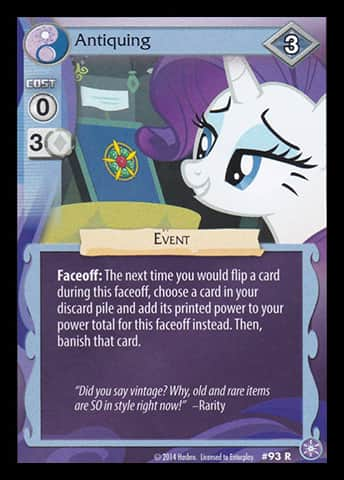 Antiquing
3
COST
0
3
EVENT
Faceoff: The next time you would flip a card
during this faceoff, choose a card in your
discard pile and add its printed power to your
power total for this faceoff instead. Then,
banish that card.
"Did you say vintage? Why, old and rare items
are SO in style right now!" –Rarity
© 2014 Hasbro. Licensed to Enterplay. #93 R